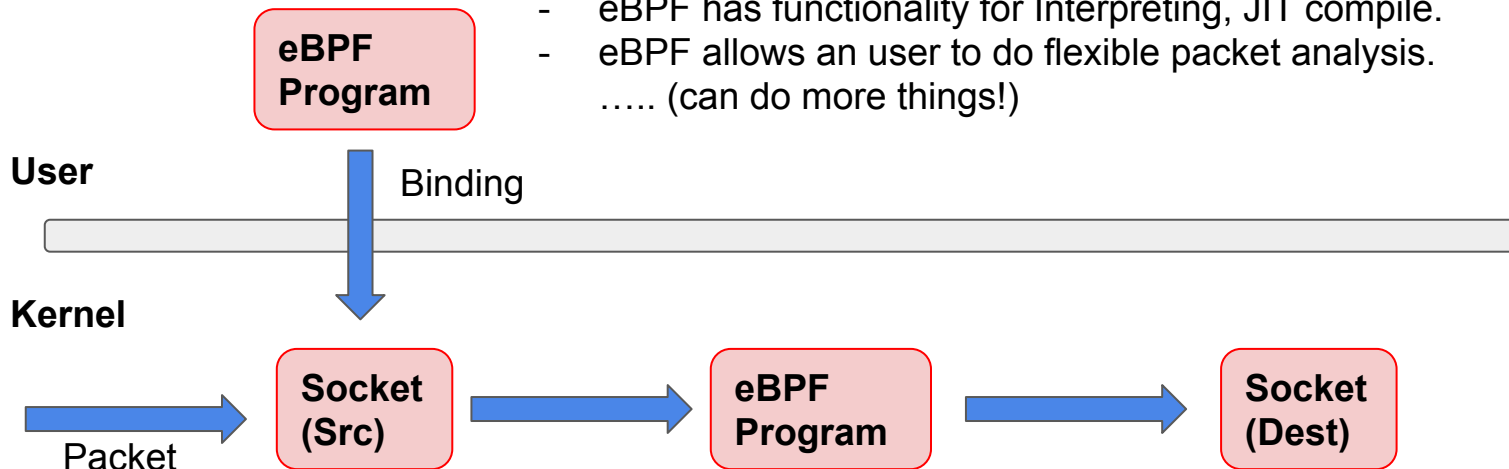 - eBPF has functionality for Interpreting, JIT compile.
eBPF
Program
- eBPF allows an user to do flexible packet analysis.
….. (can do more things!)
User
Binding
Kernel
Socket
(Src)
eBPF
Program
Socket
(Dest)
Packet